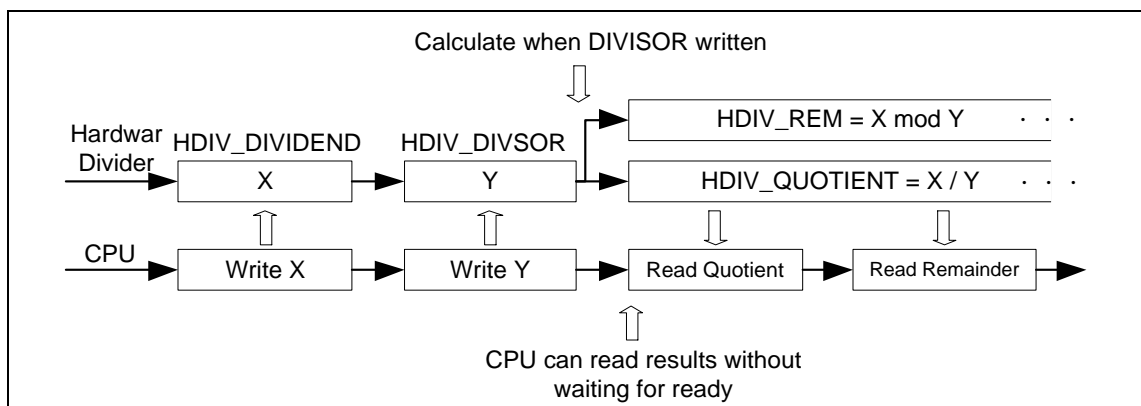 Calculate when DIVISOR written
HDIV_REM = X mod Y . . .
Hardwar
Divider
HDIV_DIVIDEND
HDIV_DIVSOR
X
Y
HDIV_QUOTIENT = X / Y . . .
CPU
Write X
Write Y
Read Quotient
Read Remainder
CPU can read results without
waiting for ready